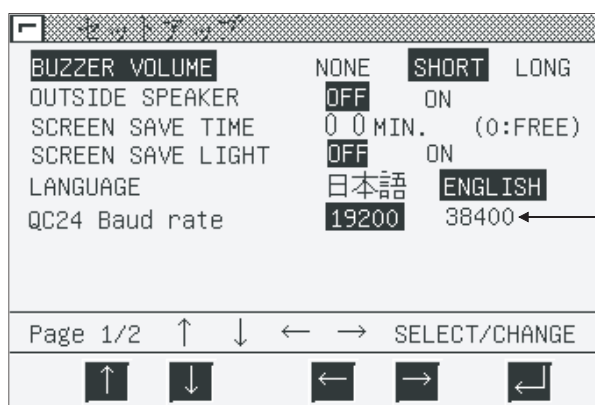 セットアップ
BUZZER VOLUME NONE SHORT LONG
OUTSIDE SPEAKER OFF ON
SCREEN SAVE TIME 0 0 MIN. (0:FREE)
SCREEN SAVE LIGHT OFF ON
LANGUAGE 日本語 ENGLISH
QC24 Baud rate 19200 38400
Page 1/2 ↑ ↓ ← → SELECT/CHANGE
↑ ↓ ← → ↵